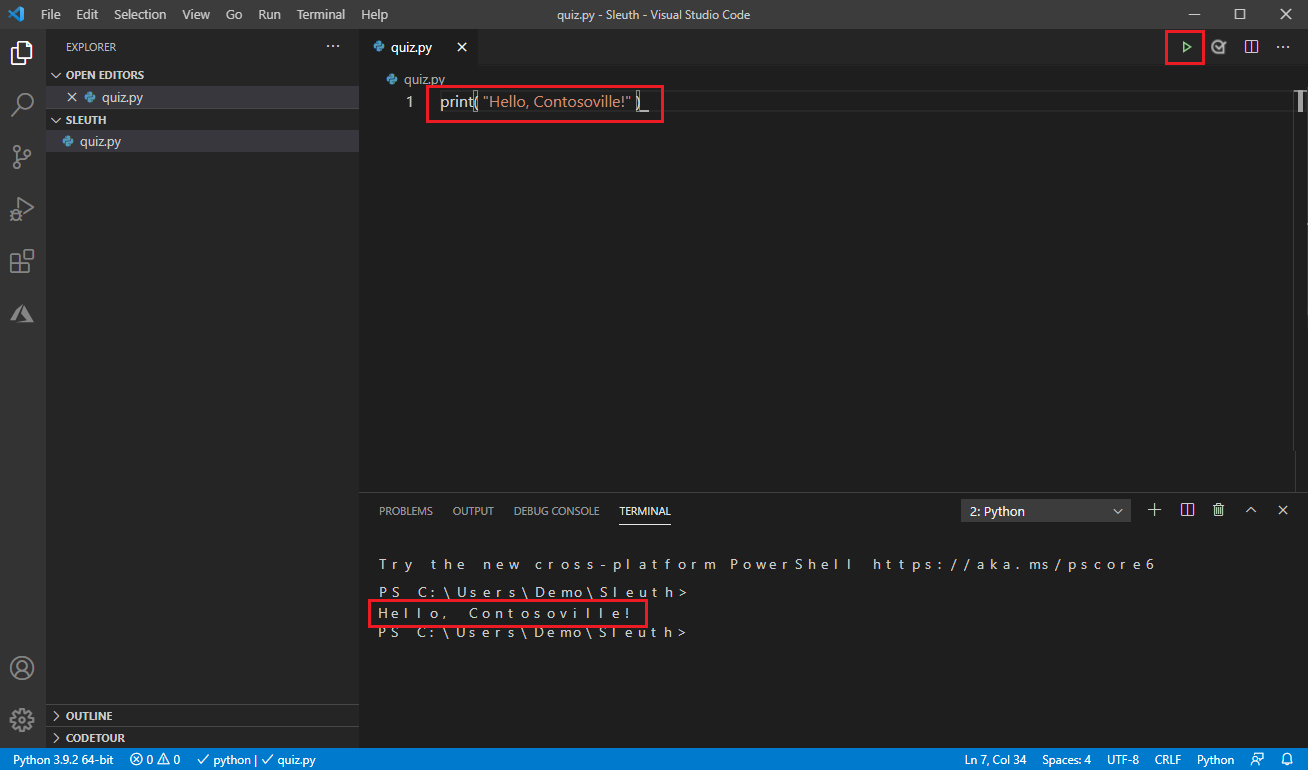 File Edit Selection View Go Run Terminal Help
quiz.py - Sleuth - Visual Studio Code
EXPLORER
OPEN EDITORS
quiz.py
SLEUTH
quiz.py
OUTLINE
CODETOUR
quiz.py
quiz.py
1 print( "Hello, Contosoville!" )
PROBLEMS OUTPUT DEBUG CONSOLE TERMINAL
2: Python
Try the new cross-platform PowerShell https://aka.ms/pscore6
PS C:\Users\Demo\Sleuth>
Hello, Contosoville!
PS C:\Users\Demo\Sleuth>
Python 3.9.2 64-bit 0 0 python | quiz.py Ln 7, Col 34 Spaces: 4 UTF-8 CRLF Python